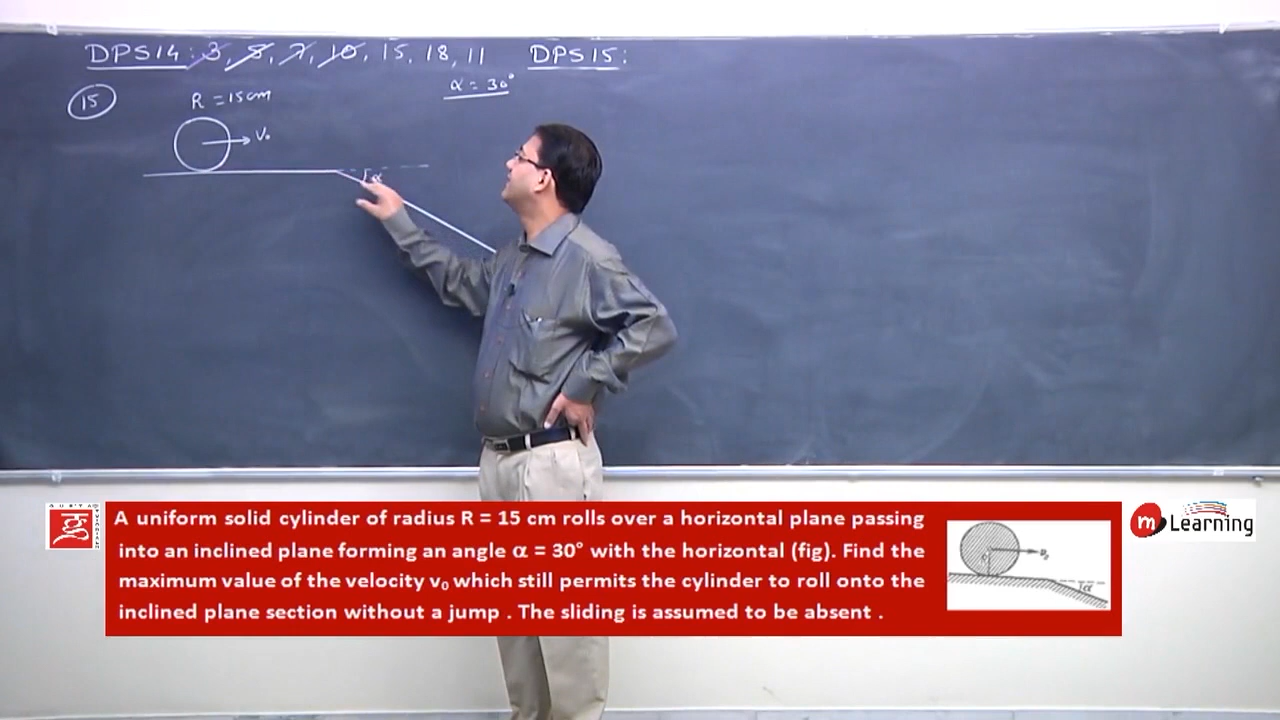 DPS14: 3, 8, 7, 10, 15, 18, 11 DPS15:
α = 30°
15
R = 15cm
V₀
α
A uniform solid cylinder of radius R = 15 cm rolls over a horizontal plane passing
into an inclined plane forming an angle α = 30° with the horizontal (fig). Find the
maximum value of the velocity v₀ which still permits the cylinder to roll onto the
inclined plane section without a jump . The sliding is assumed to be absent .
α
m Learning